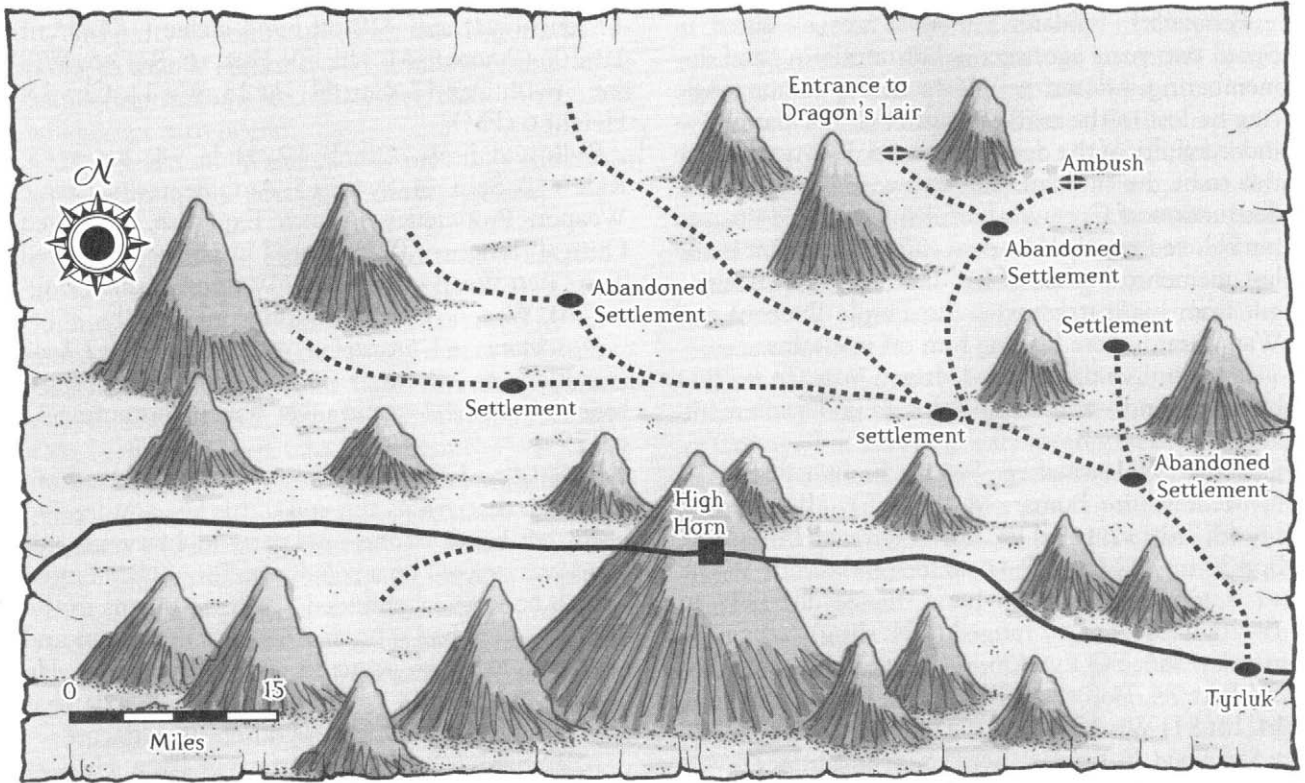 Entrance to
Dragon's Lair
Ambush
N
Abandoned
Settlement
Abandoned
Settlement
Settlement
Settlement
settlement
Abandoned
Settlement
High
Horn
0 15
Miles
Tyrluk